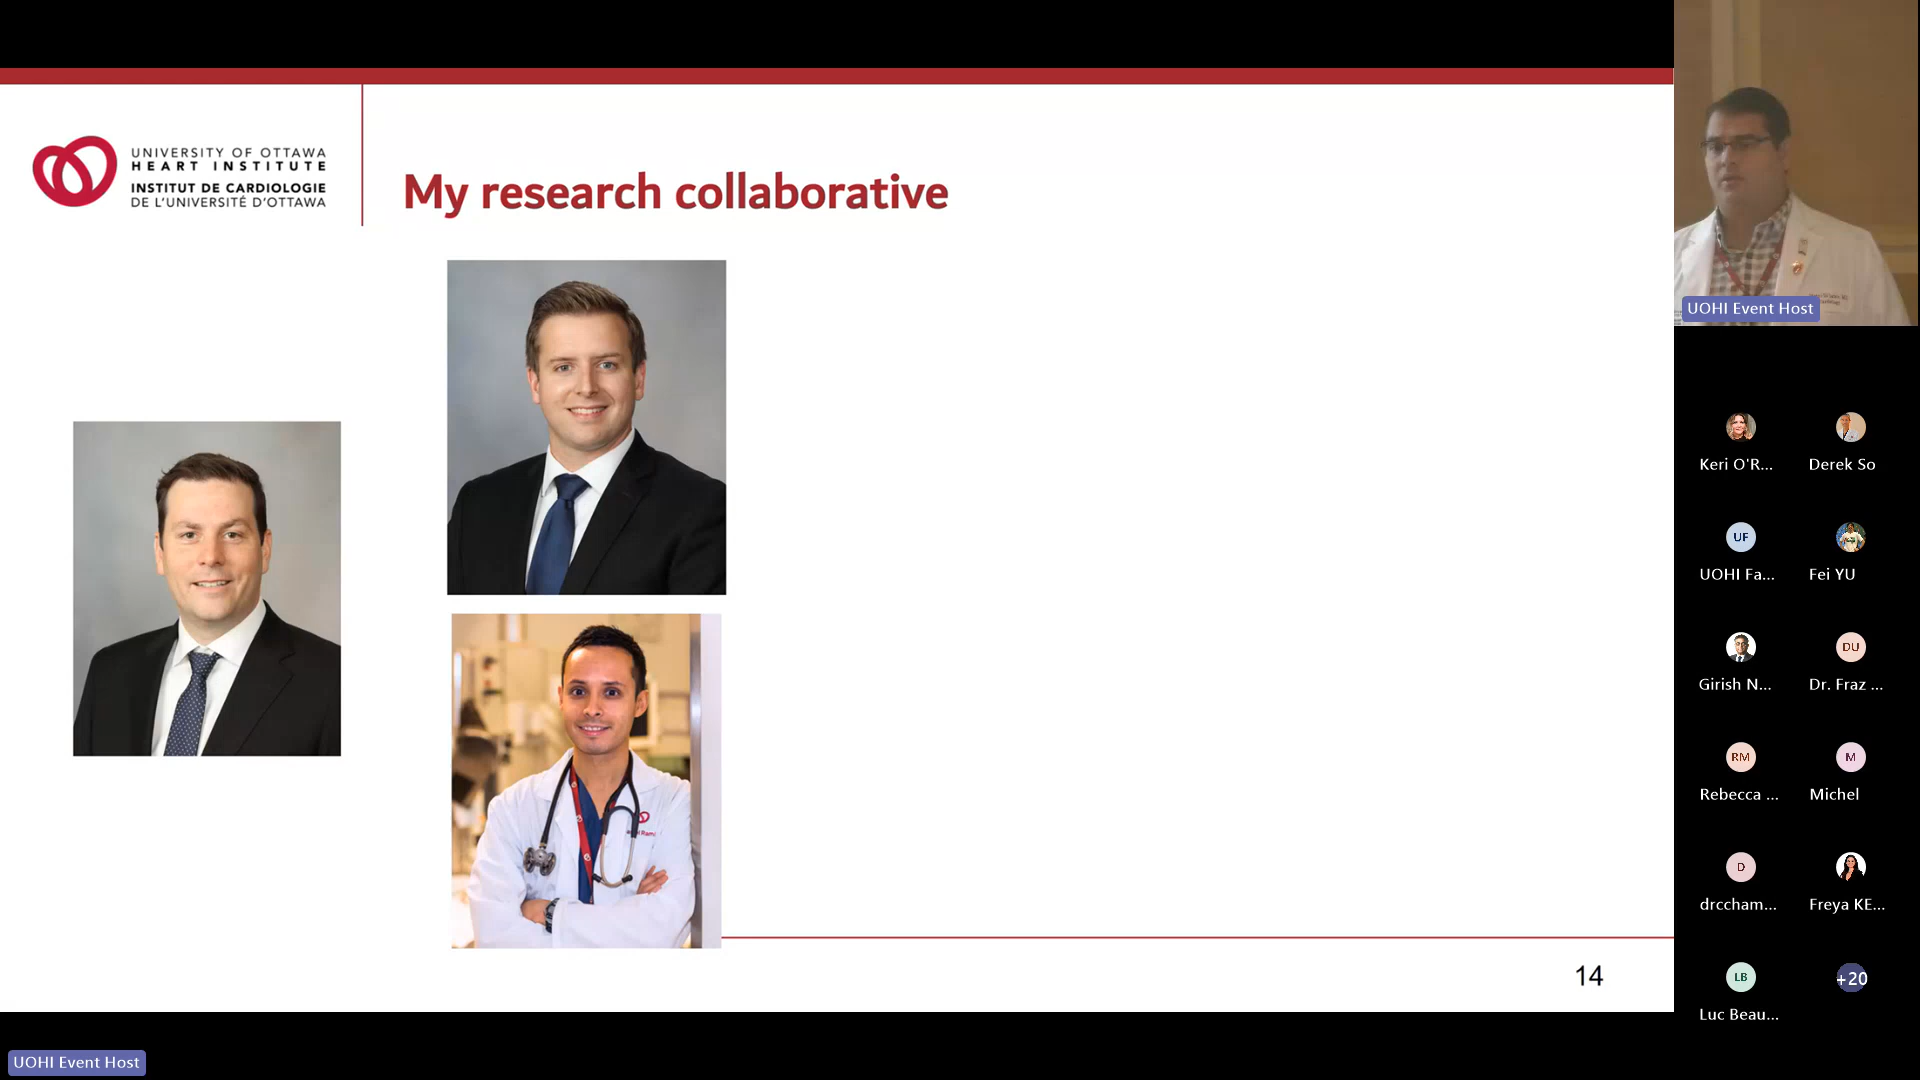 UNIVERSITY OF OTTAWA
HEART INSTITUTE
INSTITUT DE CARDIOLOGIE
DE L'UNIVERSITÉ D'OTTAWA
My research collaborative
14
UOHI Event Host
Keri O'R...
Derek So
UF
UOHI Fa...
Fei YU
Girish N...
DU
Dr. Fraz ...
RM
Rebecca ...
M
Michel
D
drccham...
Freya KE...
LB
Luc Beau...
+20
UOHI Event Host